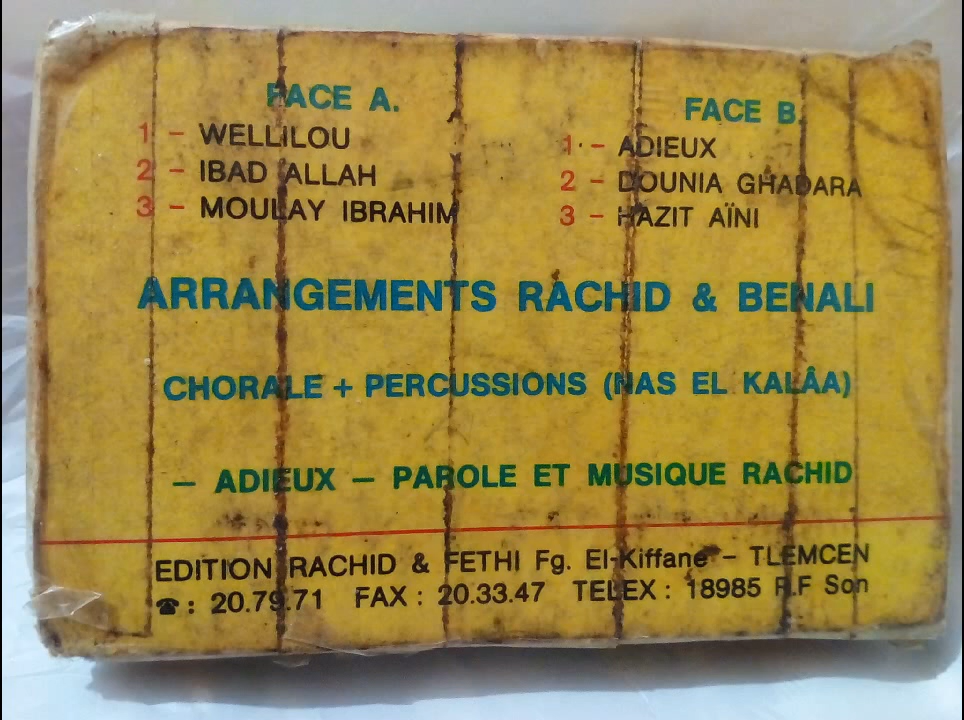 FACE A.
1 - WELLILOU
2 - IBAD ALLAH
3 - MOULAY IBRAHIM
FACE B.
1 - ADIEUX
2 - DOUNIA GHADARA
3 - HAZIT AÏNI
ARRANGEMENTS RACHID & BENALI
CHORALE + PERCUSSIONS (NAS EL KALÂA)
— ADIEUX — PAROLE ET MUSIQUE RACHID
EDITION RACHID & FETHI Fg. El-Kiffane - TLEMCEN
☎ : 20.79.71 FAX : 20.33.47 TELEX : 18985 R.F Son